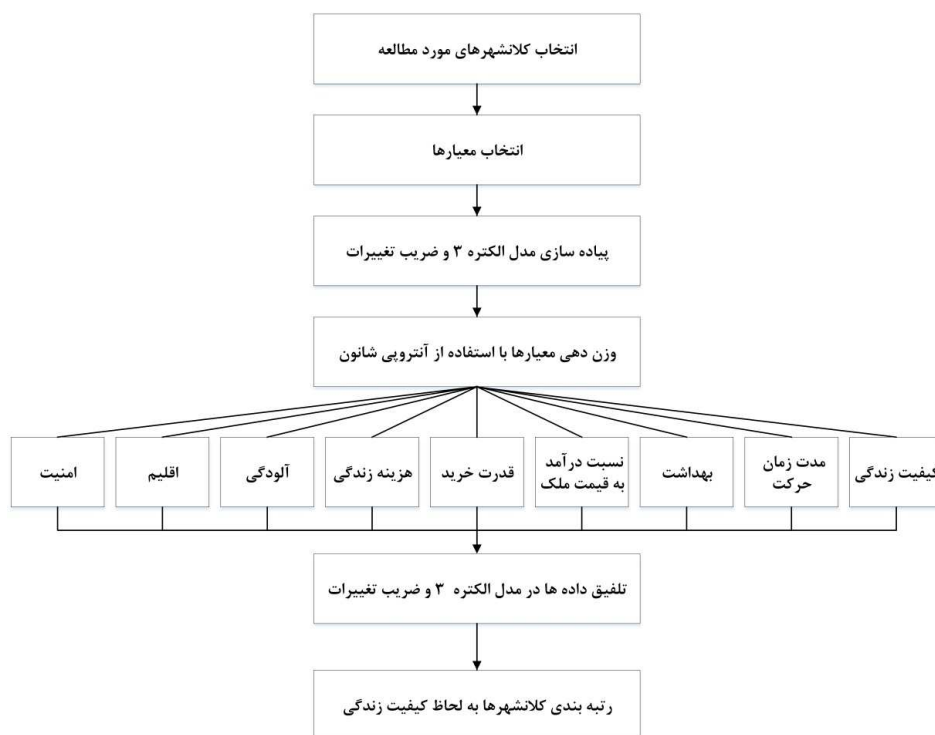 انتخاب کلانشهرهای مورد مطالعه
انتخاب معیارها
پیاده سازی مدل الکتره ۳ و ضریب تغییرات
وزن دهی معیارها با استفاده از آنتروپی شانون
کیفیت زندگی
مدت زمان
حرکت
بهداشت
نسبت درآمد
به قیمت ملک
قدرت خرید
هزینه زندگی
آلودگی
اقلیم
امنیت
تلفیق داده ها در مدل الکتره ۳ و ضریب تغییرات
رتبه بندی کلانشهرها به لحاظ کیفیت زندگی